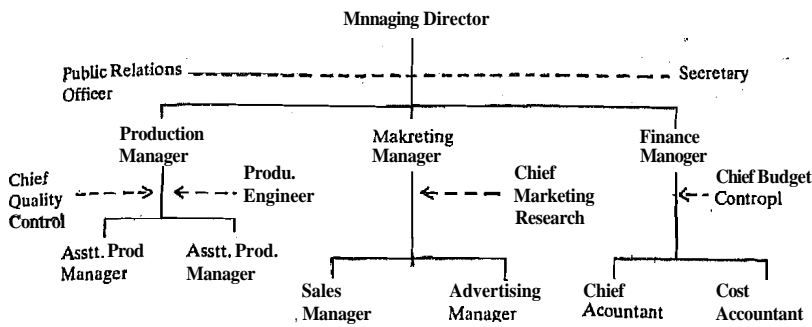 Mnnaging Director
Public Relations
Officer
Secretary
Production
Manager
Makreting
Manager
Finance
Manoger
Chief
Quality
Control
Produ.
Engineer
Chief
Marketing
Research
Chief Budget
Contropl
Asstt. Prod
Manager
Asstt. Prod.
Manager
Sales
Manager
Advertising
Manager
Chief
Acountant
Cost
Accountant